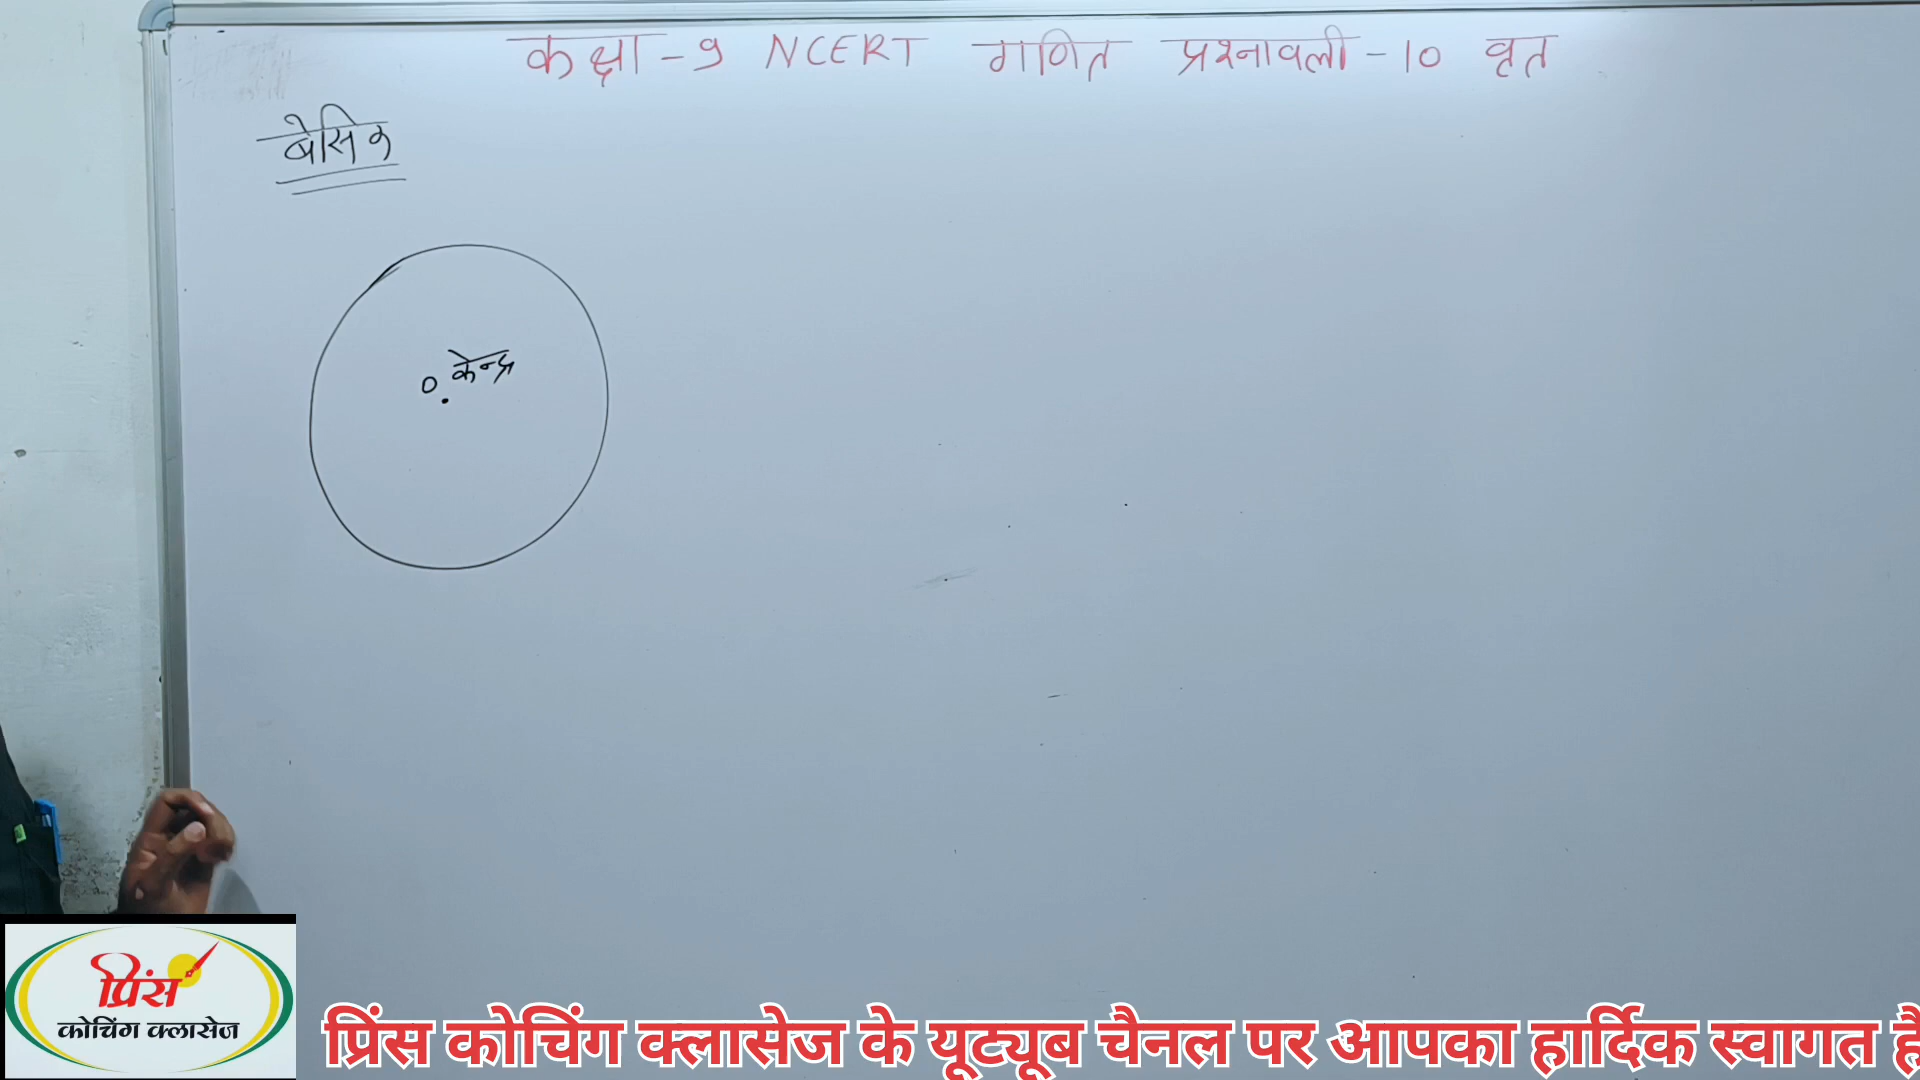 कक्षा-9 NCERT गणित प्रश्नावली-10 वृत
बेसिक
O केन्द्र
प्रिंस
कोचिंग क्लासेज
प्रिंस कोचिंग क्लासेज के यूट्यूब चैनल पर आपका हार्दिक स्वागत है